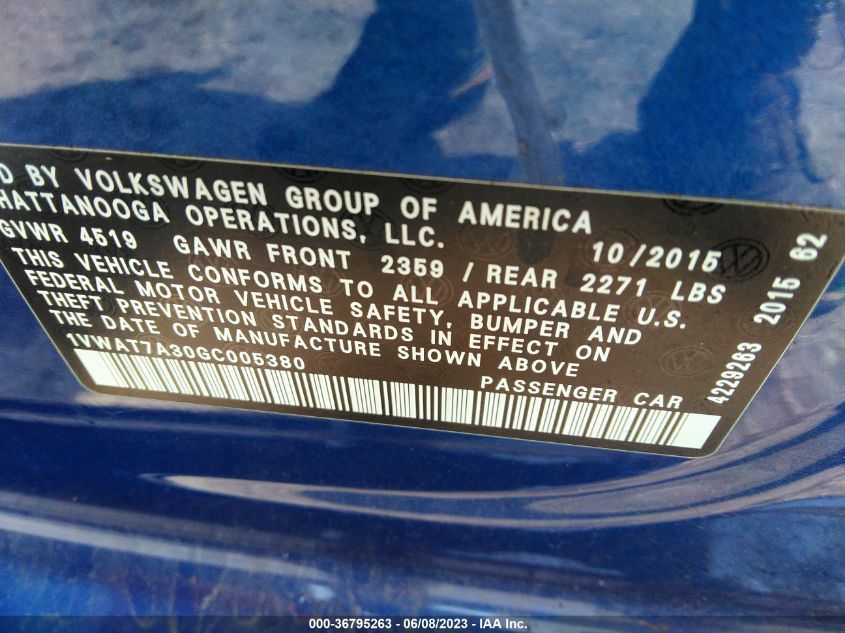 D BY VOLKSWAGEN GROUP OF AMERICA
HATTANOOGA OPERATIONS, LLC.
GVWR 4519 GAWR FRONT 2359 / REAR 2271 LBS
10/2015
THIS VEHICLE CONFORMS TO ALL APPLICABLE U.S.
FEDERAL MOTOR VEHICLE SAFETY, BUMPER AND
THEFT PREVENTION STANDARDS IN EFFECT ON
THE DATE OF MANUFACTURE SHOWN ABOVE
1VWAT7A30GC005380
PASSENGER CAR
4229263 2015 62
000-36795263 - 06/08/2023 - IAA Inc.